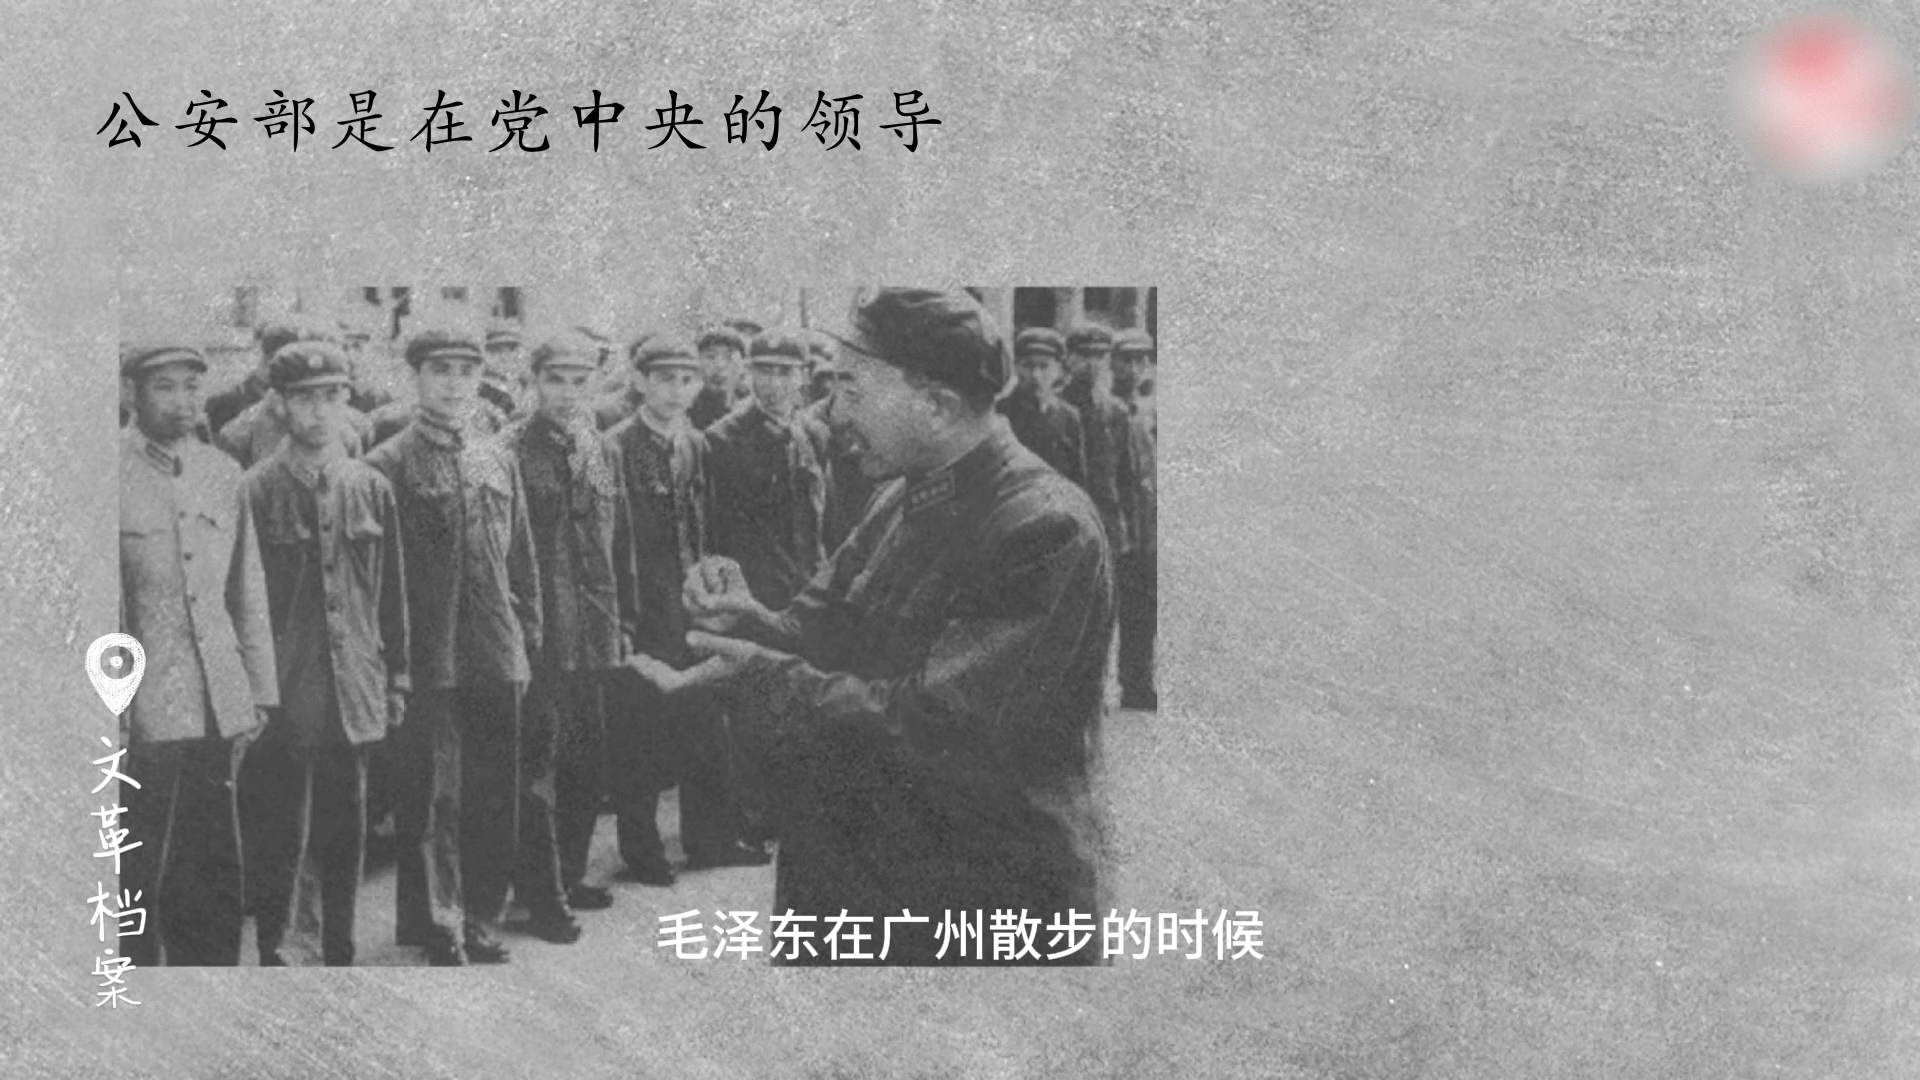 公安部是在党中央的领导
文革档案
毛泽东在广州散步的时候